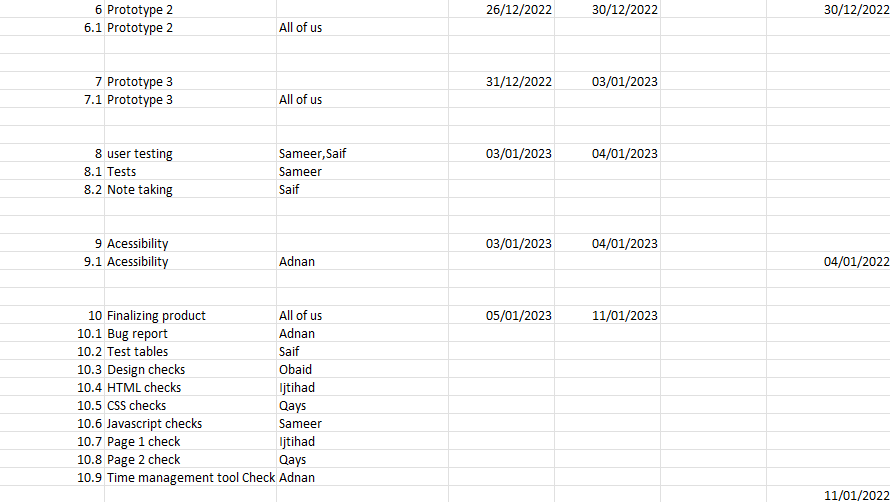 6 Prototype 2 26/12/2022 30/12/2022 30/12/2022
6.1 Prototype 2 All of us
7 Prototype 3 31/12/2022 03/01/2023
7.1 Prototype 3 All of us
8 user testing Sameer,Saif 03/01/2023 04/01/2023
8.1 Tests Sameer
8.2 Note taking Saif
9 Acessibility 03/01/2023 04/01/2023
9.1 Acessibility Adnan 04/01/2022
10 Finalizing product All of us 05/01/2023 11/01/2023
10.1 Bug report Adnan
10.2 Test tables Saif
10.3 Design checks Obaid
10.4 HTML checks Ijtihad
10.5 CSS checks Qays
10.6 Javascript checks Sameer
10.7 Page 1 check Ijtihad
10.8 Page 2 check Qays
10.9 Time management tool Check Adnan
11/01/2022